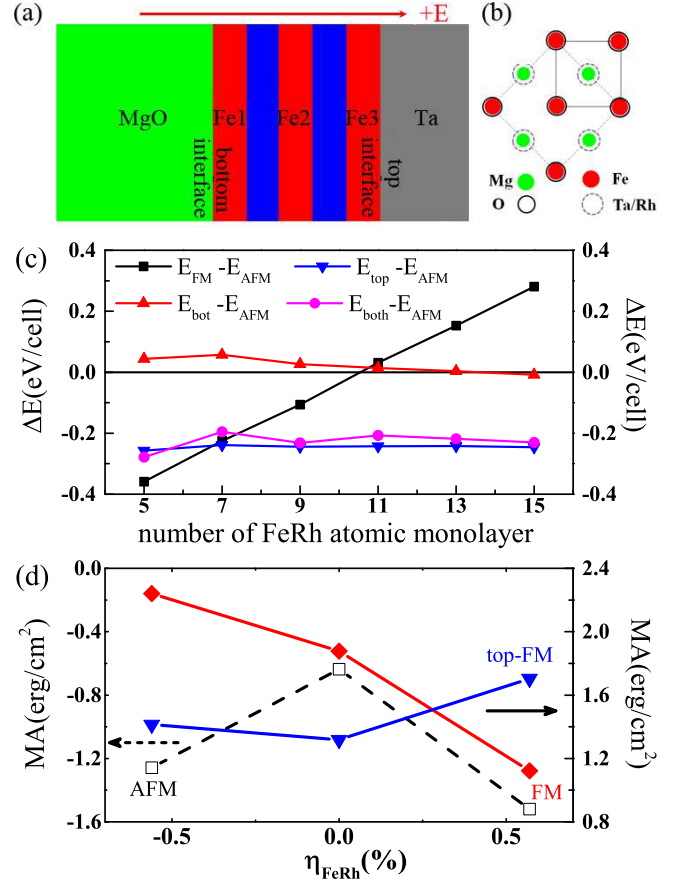 (a)
+E
MgO
Fe1
Fe2
Fe3
Ta
bottom
interface
top
interface
(b)
Mg
Fe
O
Ta/Rh
(c)
E_FM -E_AFM
E_top -E_AFM
E_bot -E_AFM
E_both-E_AFM
ΔE(eV/cell)
0.4
0.2
0.0
-0.2
-0.4
0.4
0.2
0.0
-0.2
-0.4
ΔE(eV/cell)
5 7 9 11 13 15
number of FeRh atomic monolayer
(d)
MA(erg/cm²)
0.0
-0.4
-0.8
-1.2
-1.6
2.4
2.0
1.6
1.2
0.8
MA(erg/cm²)
top-FM
AFM
FM
-0.5 0.0 0.5
η_FeRh(%)